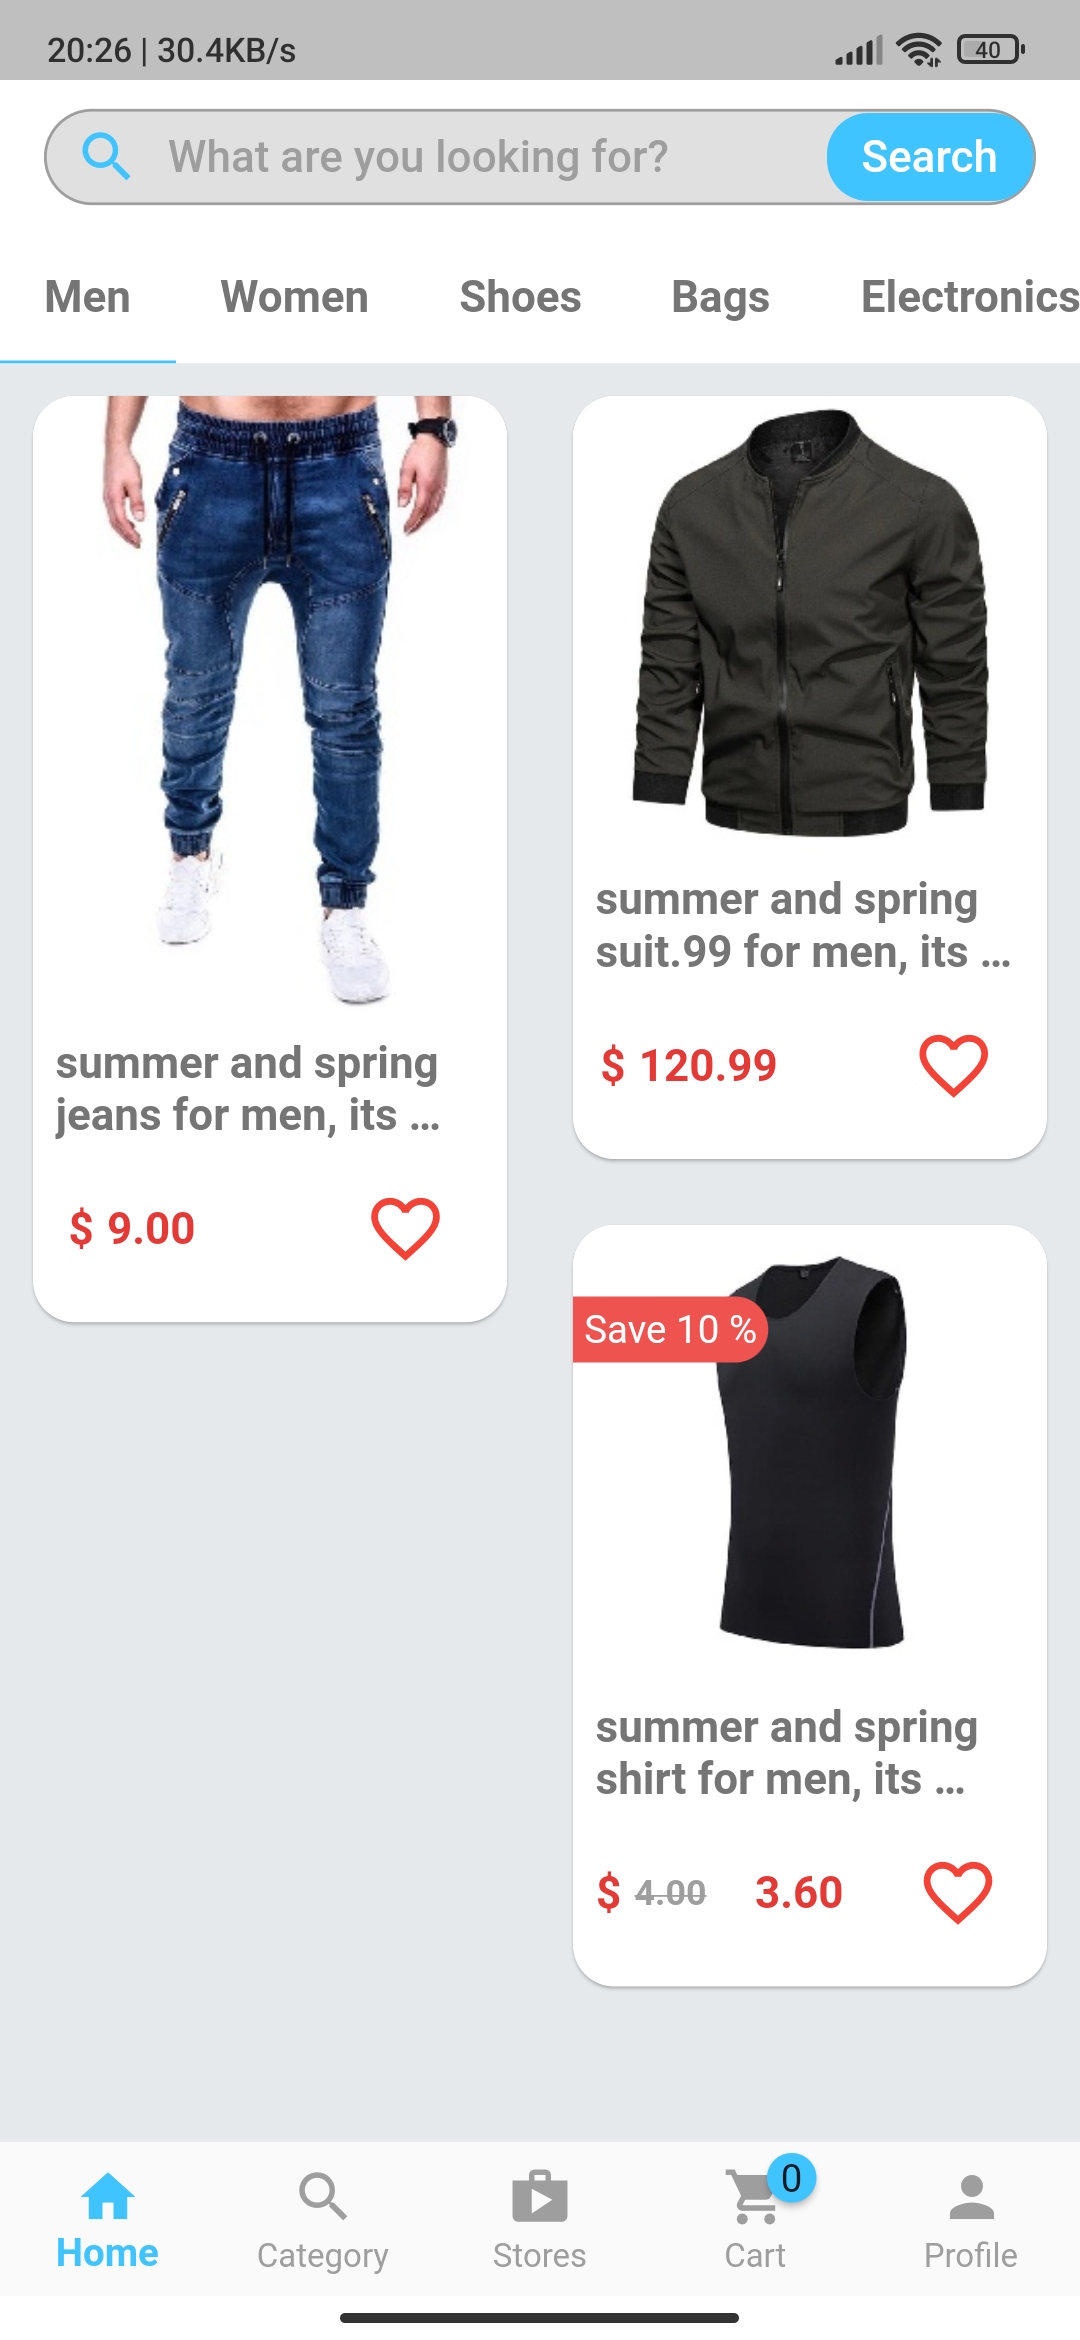 20:26 | 30.4KB/s
40
What are you looking for?
Search
Men
Women
Shoes
Bags
Electronics
summer and spring
jeans for men, its ...
$ 9.00
summer and spring
suit.99 for men, its ...
$ 120.99
Save 10 %
summer and spring
shirt for men, its ...
$ 4.00 3.60
Home
Category
Stores
0
Cart
Profile